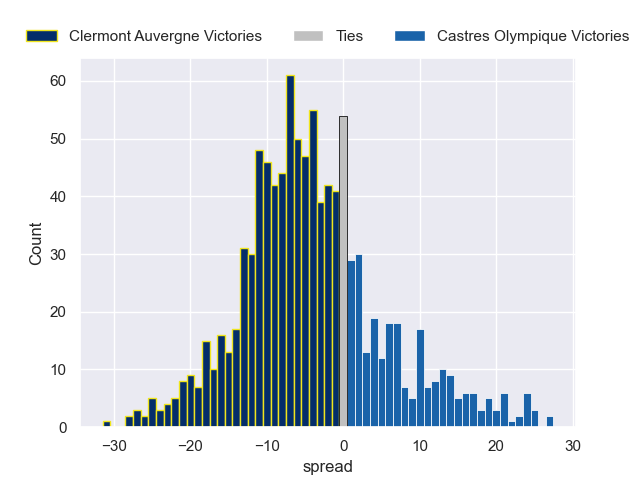 Clermont Auvergne Victories Ties Castres Olympique Victories
60
50
40
30
20
10
0
Count
−30 −20 −10 0 10 20 30
spread